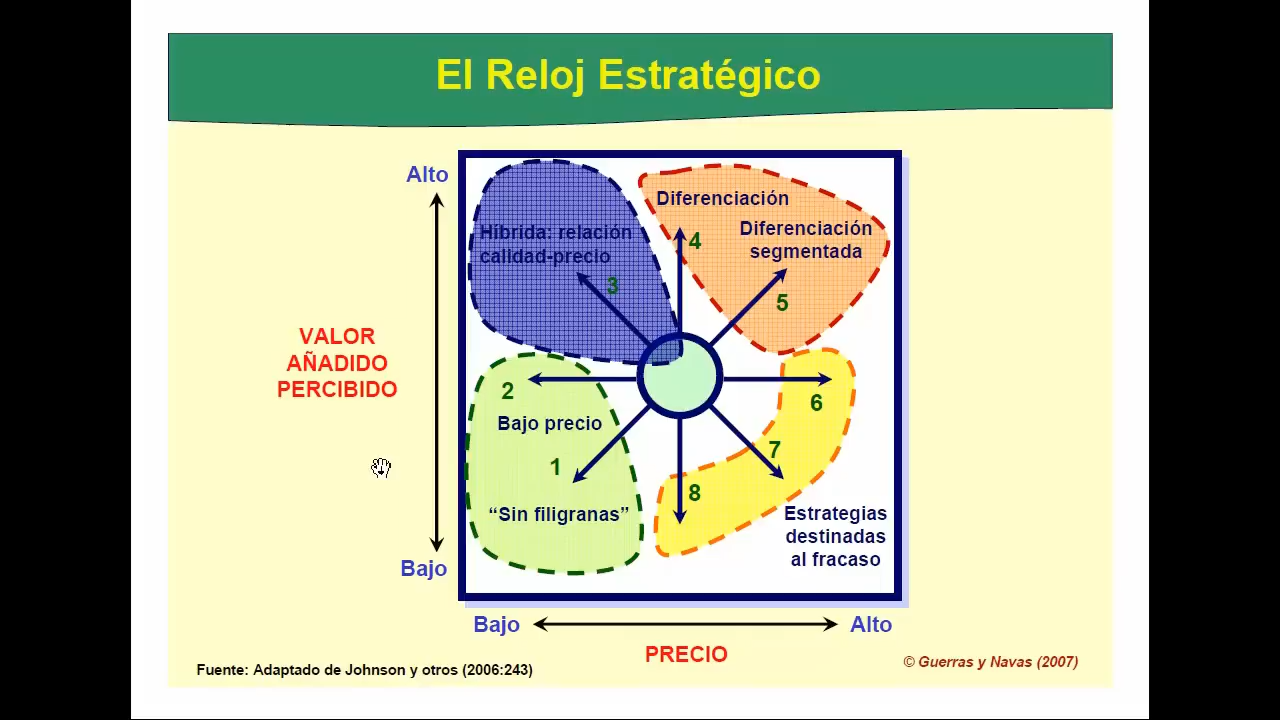 El Reloj Estratégico
Alto
VALOR
AÑADIDO
PERCIBIDO
Bajo
Híbrida: relación
calidad-precio
3
Diferenciación
4
Diferenciación
segmentada
5
2
Bajo precio
1
“Sin filigranas”
6
7
8
Estrategias
destinadas
al fracaso
Bajo
Alto
PRECIO
Fuente: Adaptado de Johnson y otros (2006:243)
© Guerras y Navas (2007)